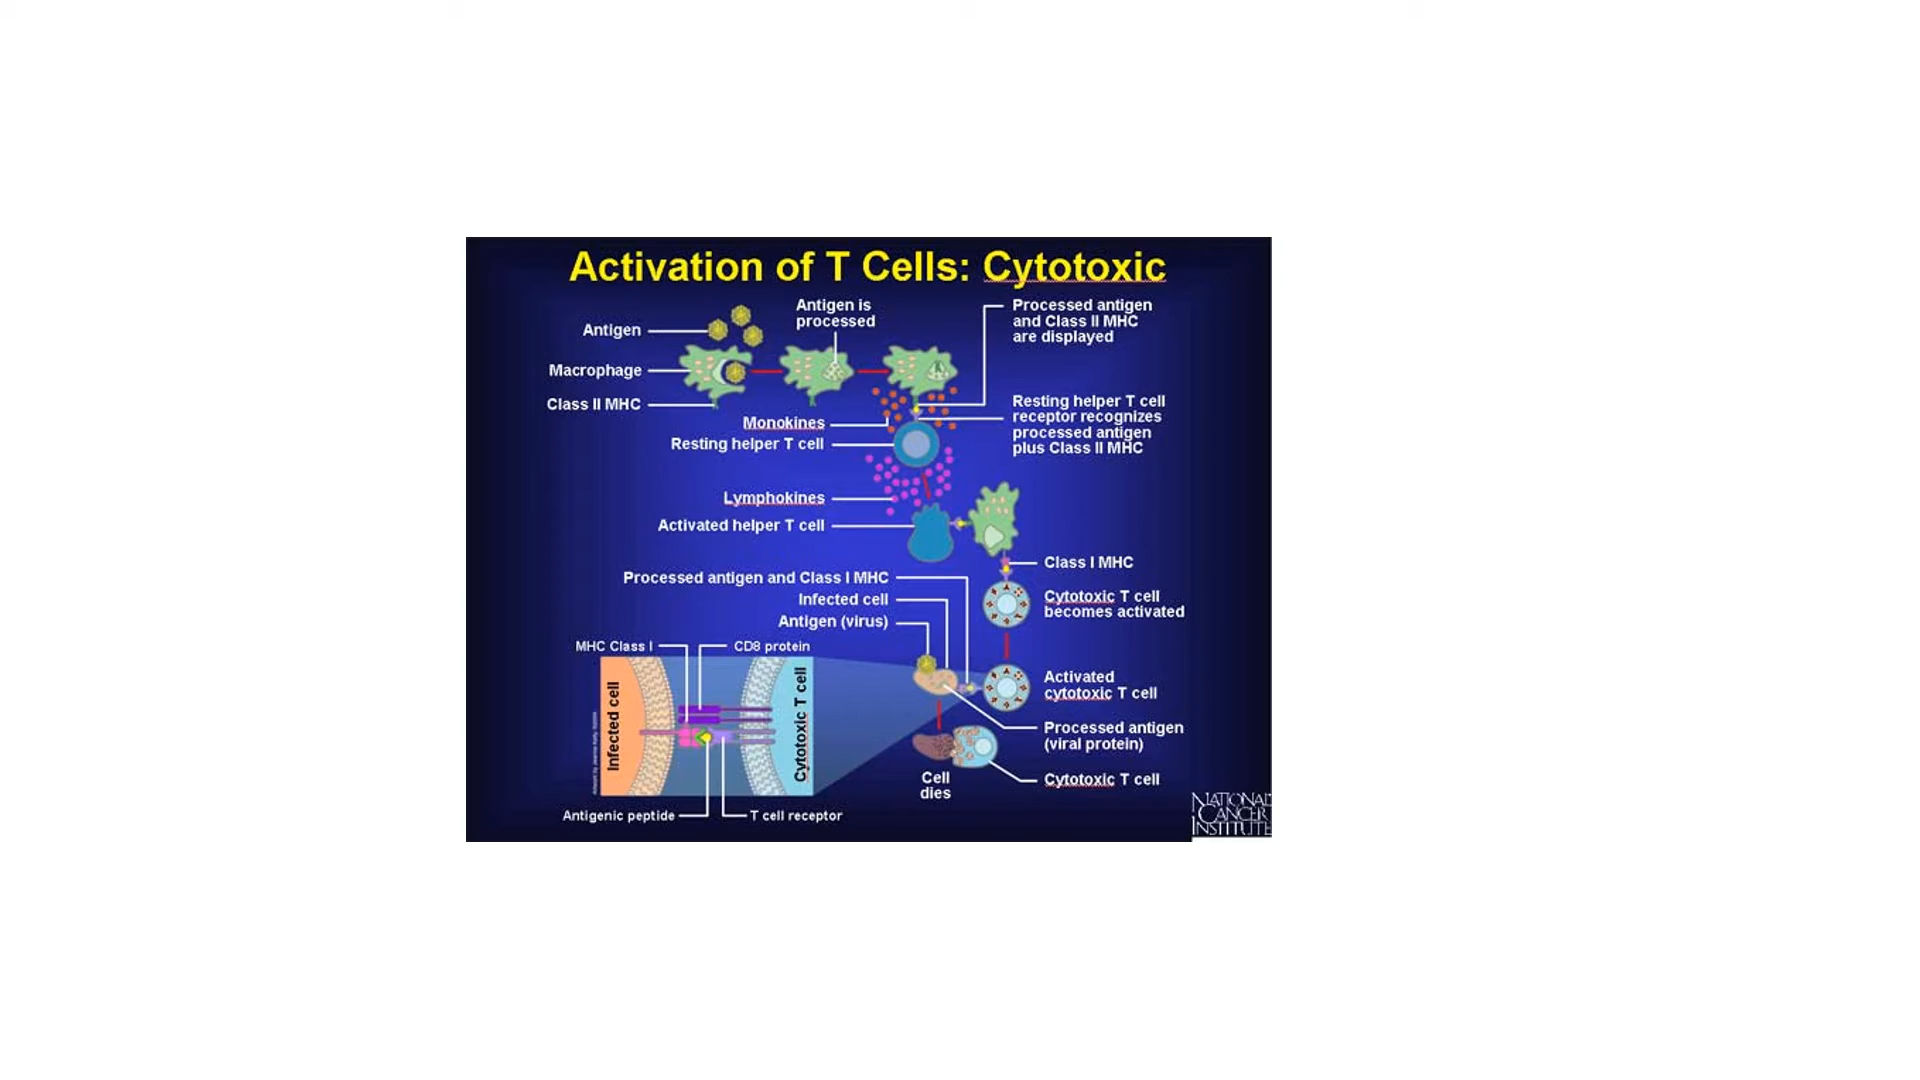 Activation of T Cells: Cytotoxic
Antigen is
processed
Processed antigen
and Class II MHC
are displayed
Antigen
Macrophage
Class II MHC
Resting helper T cell
receptor recognizes
processed antigen
plus Class II MHC
Monokines
Resting helper T cell
Lymphokines
Activated helper T cell
Class I MHC
Processed antigen and Class I MHC
Infected cell
Antigen (virus)
Cytotoxic T cell
becomes activated
MHC Class I
CD8 protein
Infected cell
Cytotoxic T cell
Activated
cytotoxic T cell
Processed antigen
(viral protein)
Cell
dies
Cytotoxic T cell
Antigenic peptide
T cell receptor
NATIONAL
CANCER
INSTITUTE